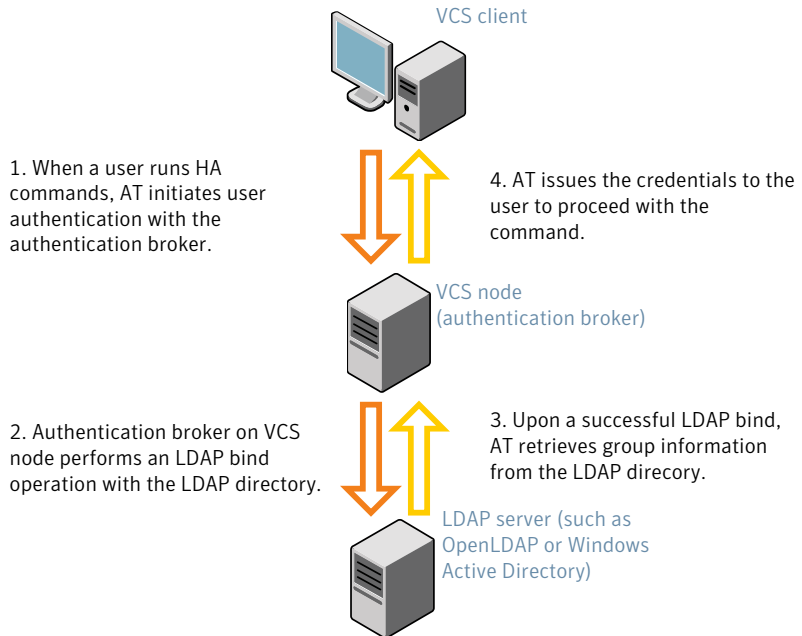 VCS client
1. When a user runs HA
commands, AT initiates user
authentication with the
authentication broker.
4. AT issues the credentials to the
user to proceed with the
command.
VCS node
(authentication broker)
2. Authentication broker on VCS
node performs an LDAP bind
operation with the LDAP directory.
3. Upon a successful LDAP bind,
AT retrieves group information
from the LDAP direcory.
LDAP server (such as
OpenLDAP or Windows
Active Directory)